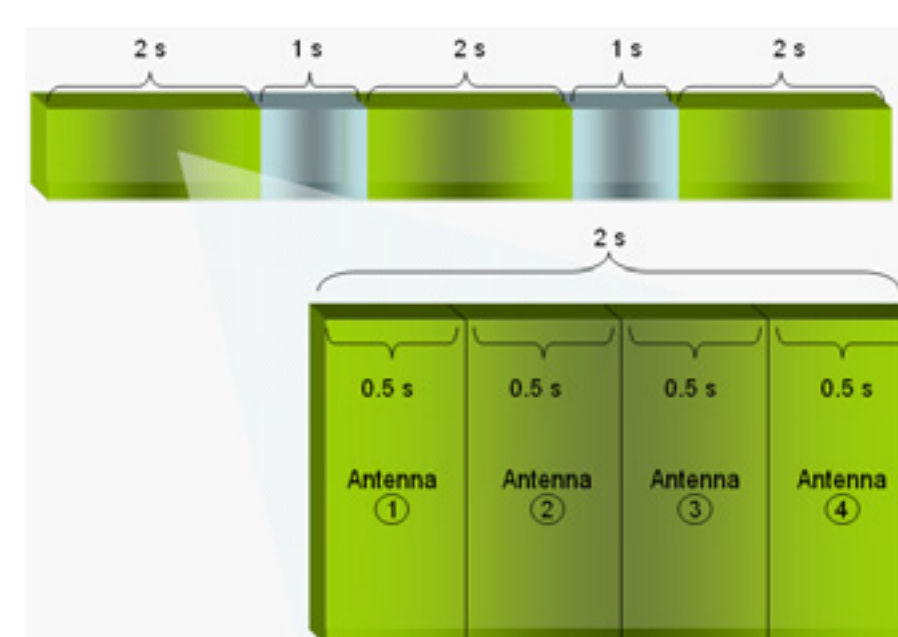 2 s 1 s 2 s 1 s 2 s
2 s
0.5 s 0.5 s 0.5 s 0.5 s
Antenna Antenna Antenna Antenna
① ② ③ ④